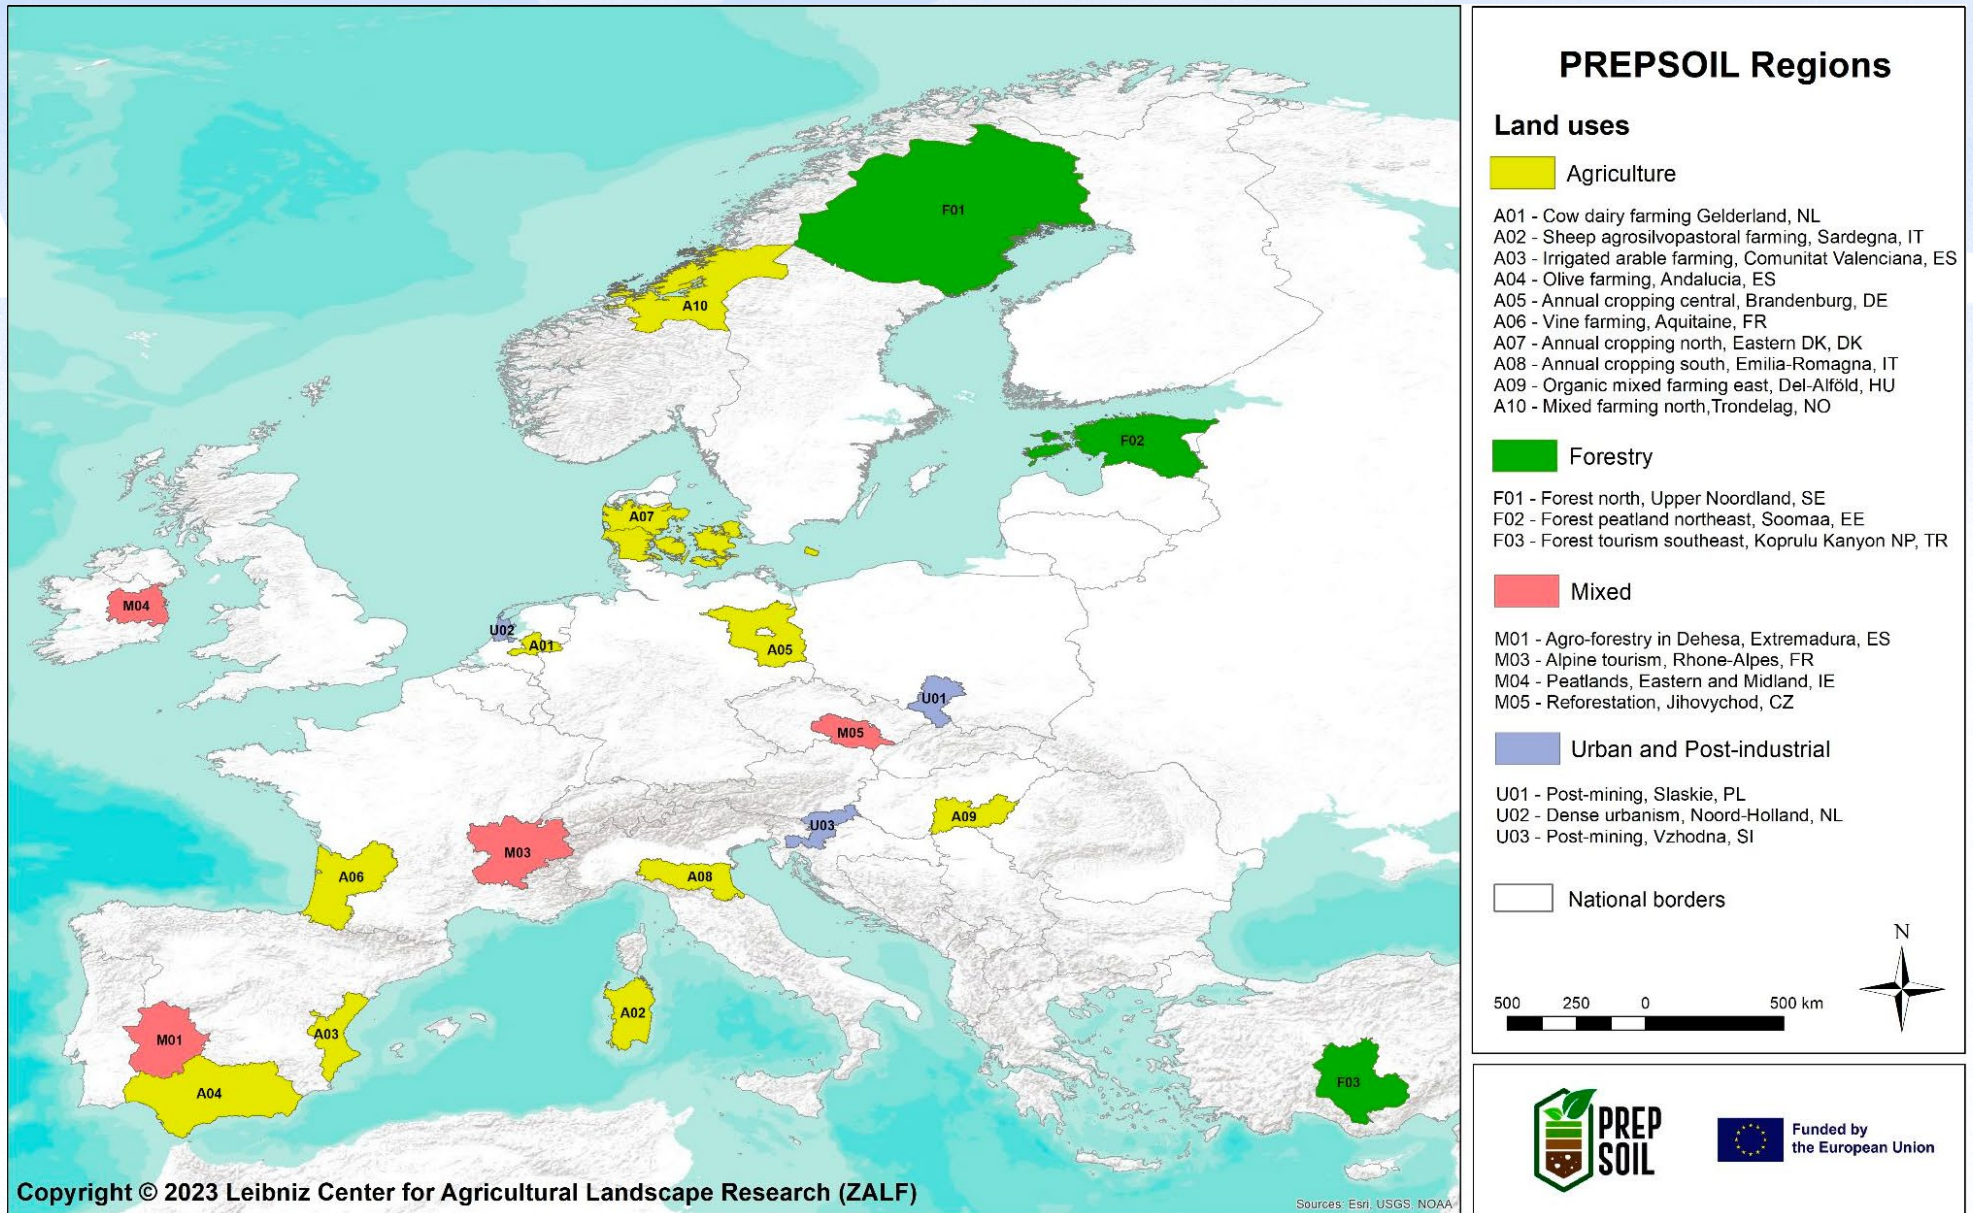 F01
A10
F02
A07
M04
U02
A01
A05
U01
M05
A09
U03
M03
A08
A06
A02
A03
M01
A04
F03
Copyright © 2023 Leibniz Center for Agricultural Landscape Research (ZALF)
Sources: Esri, USGS, NOAA
PREPSOIL Regions
Land uses
Agriculture
A01 - Cow dairy farming Gelderland, NL
A02 - Sheep agrosilvopastoral farming, Sardegna, IT
A03 - Irrigated arable farming, Comunitat Valenciana, ES
A04 - Olive farming, Andalucia, ES
A05 - Annual cropping central, Brandenburg, DE
A06 - Vine farming, Aquitaine, FR
A07 - Annual cropping north, Eastern DK, DK
A08 - Annual cropping south, Emilia-Romagna, IT
A09 - Organic mixed farming east, Del-Alföld, HU
A10 - Mixed farming north,Trondelag, NO
Forestry
F01 - Forest north, Upper Noordland, SE
F02 - Forest peatland northeast, Soomaa, EE
F03 - Forest tourism southeast, Koprulu Kanyon NP, TR
Mixed
M01 - Agro-forestry in Dehesa, Extremadura, ES
M03 - Alpine tourism, Rhone-Alpes, FR
M04 - Peatlands, Eastern and Midland, IE
M05 - Reforestation, Jihovychod, CZ
Urban and Post-industrial
U01 - Post-mining, Slaskie, PL
U02 - Dense urbanism, Noord-Holland, NL
U03 - Post-mining, Vzhodna, SI
National borders
N
500 250 0 500 km
PREP
SOIL
Funded by
the European Union